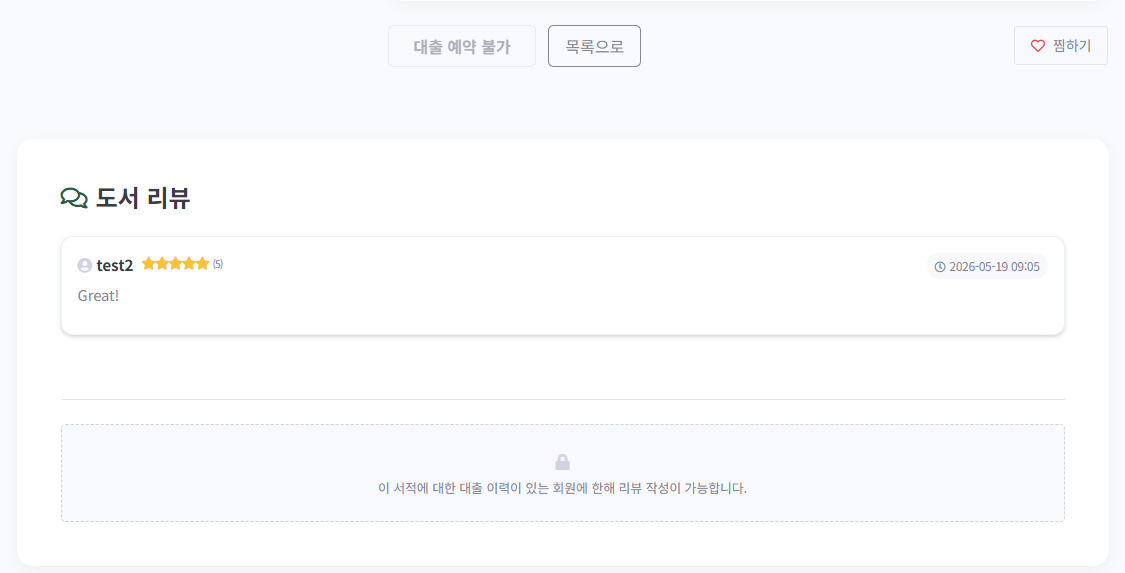 대출 예약 불가
목록으로
찜하기
도서 리뷰
test2 (5)
2026-05-19 09:05
Great!
이 서적에 대한 대출 이력이 있는 회원에 한해 리뷰 작성이 가능합니다.